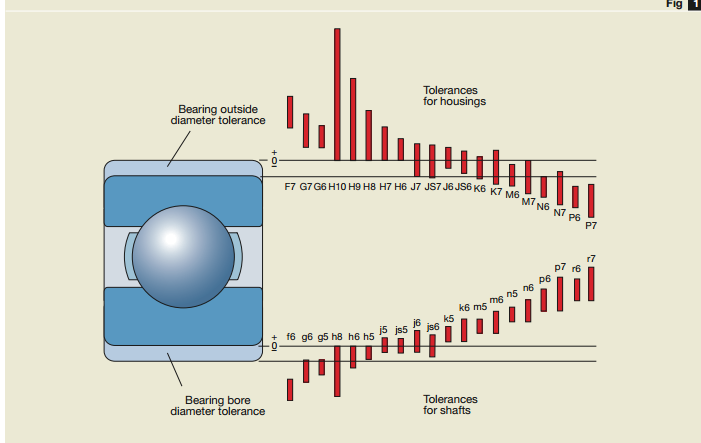 Fig 1
Bearing outside
diameter tolerance
Tolerances
for housings
+
0
−
F7 G7 G6 H10 H9 H8 H7 H6 J7 JS7 J6 JS6 K6 K7 M6 M7 N6 N7 P6 P7
r7
p7 r6
p6
n5 n6
k6 m5 m6
k5
f6 g6 g5 h8 h6 h5 j5 js5 j6 js6
+
0
−
Bearing bore
diameter tolerance
Tolerances
for shafts